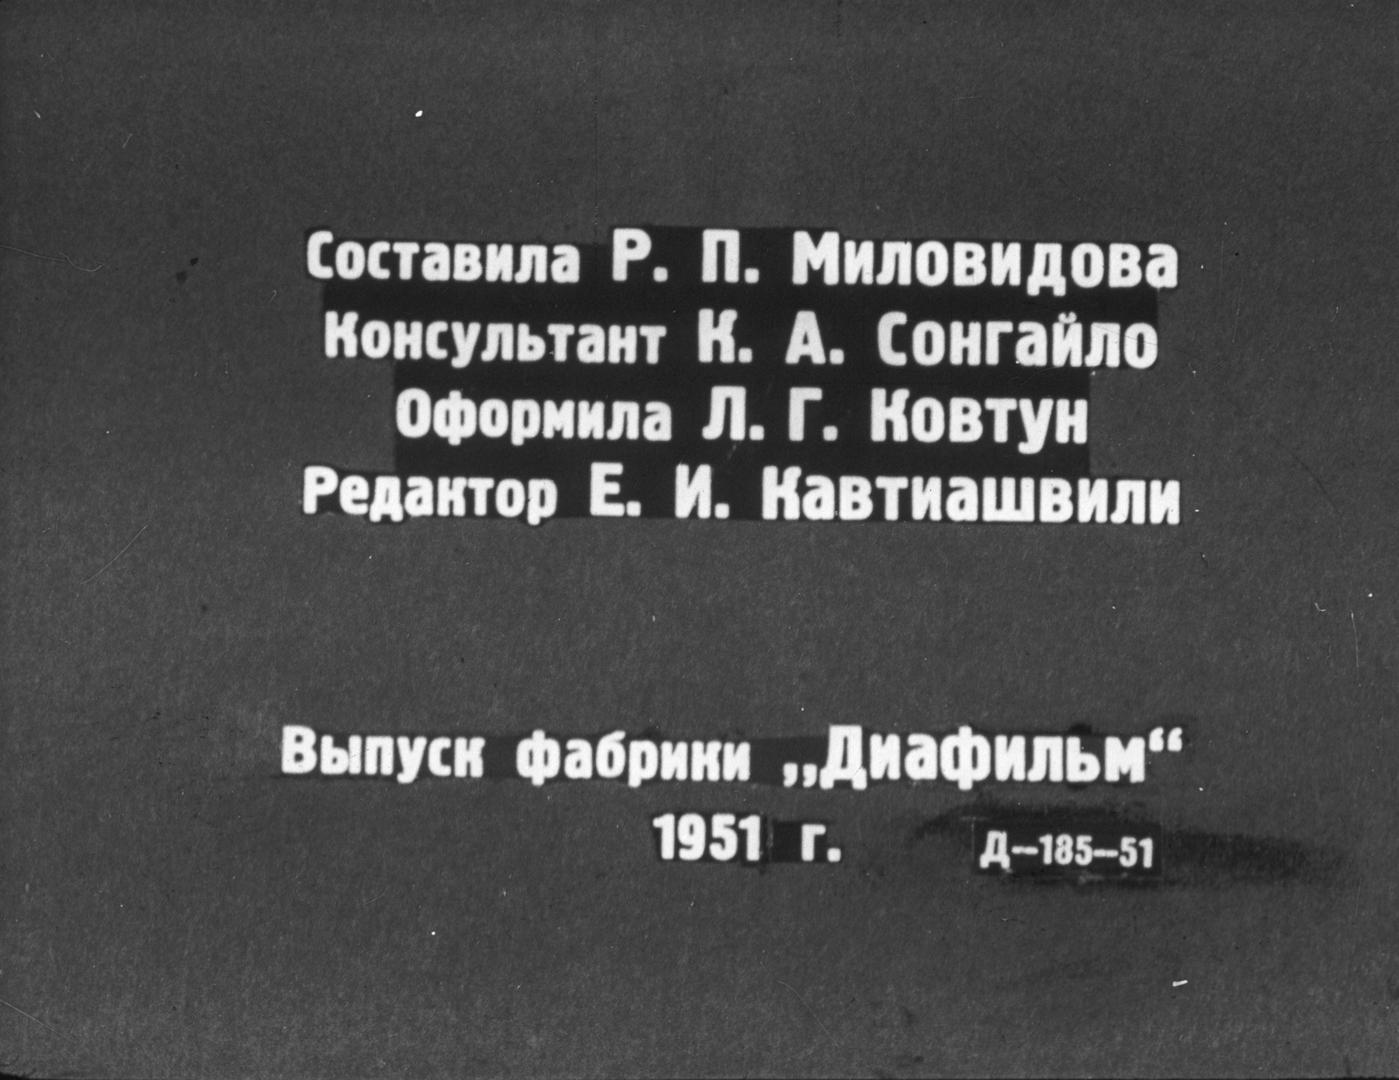 Составила Р. П. Миловидова
Консультант К. А. Сонгайло
Оформила Л. Г. Ковтун
Редактор Е. И. Кавтиашвили
Выпуск фабрики „Диафильм“
1951 г.
Д—185—51